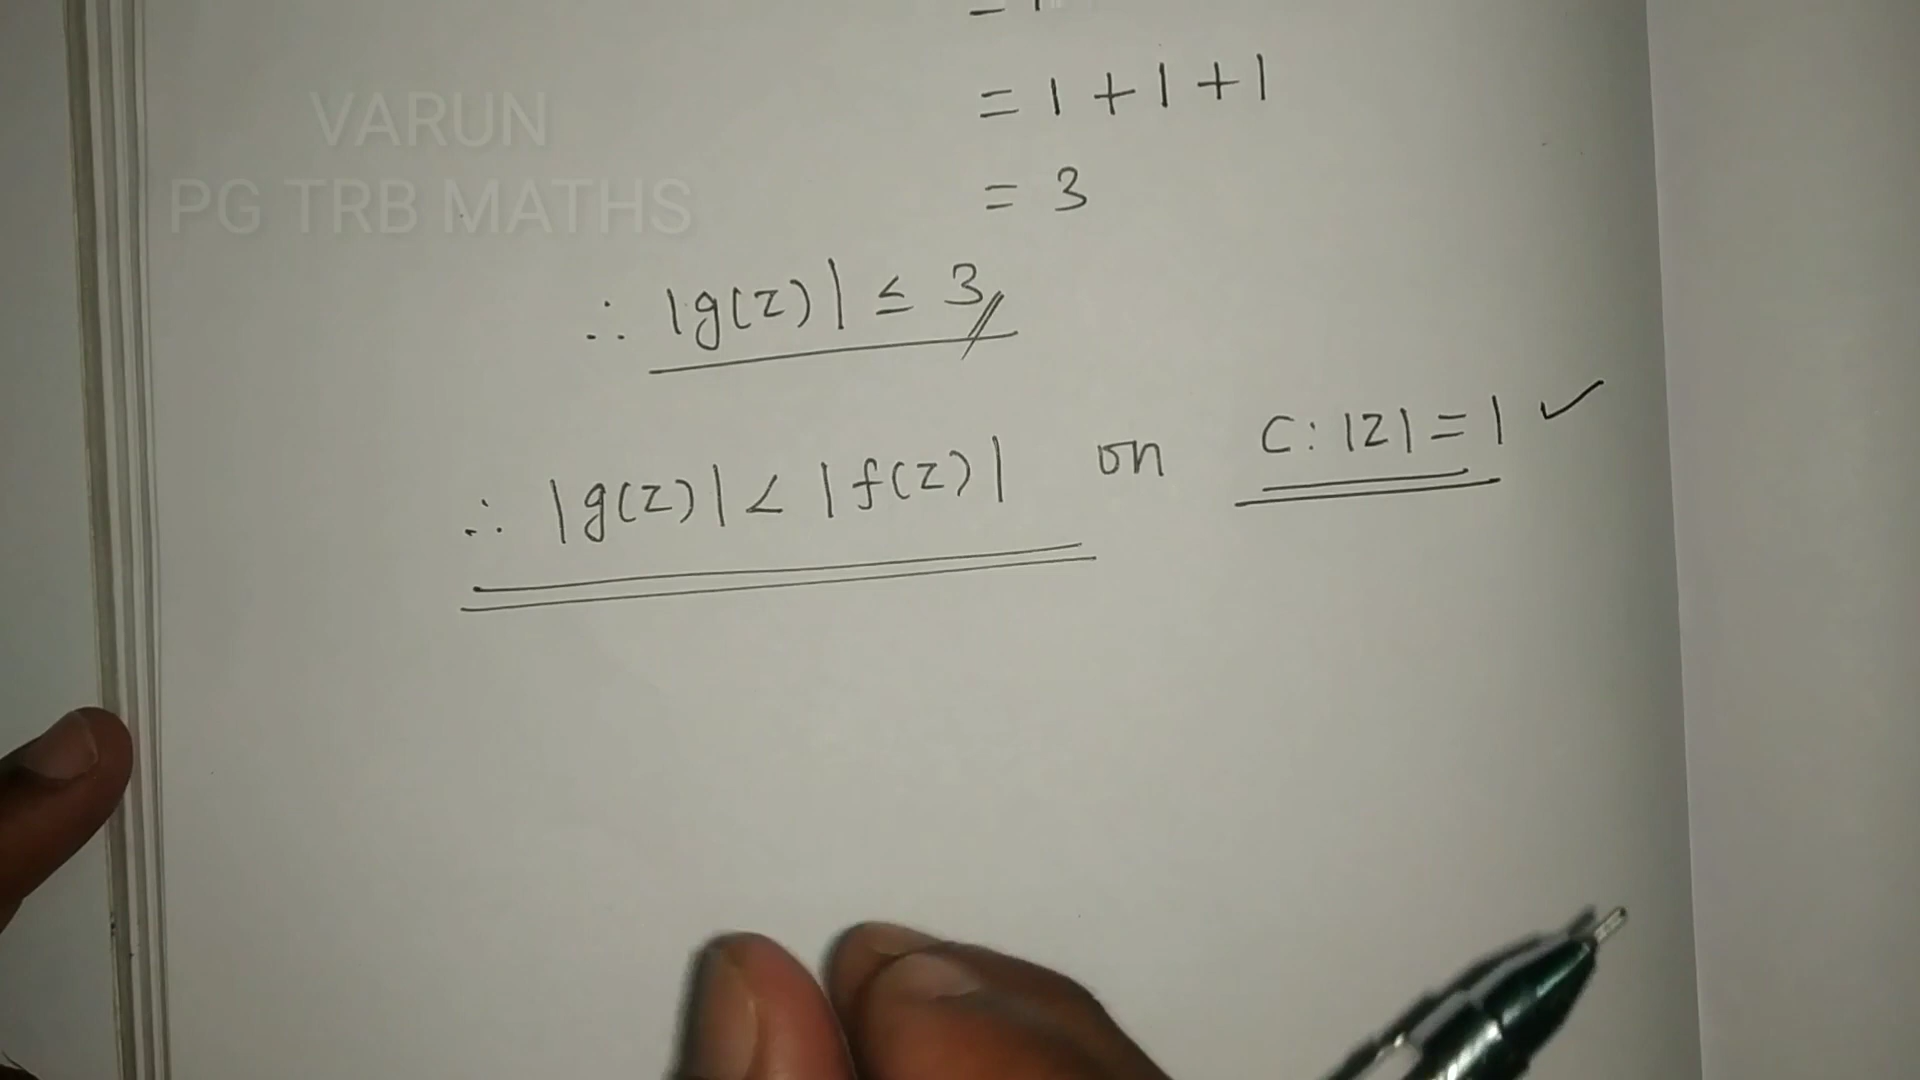 = 1 + 1 + 1
VARUN
= 3
PG TRB MATHS
∴ |g(z)| ≤ 3
∴ |g(z)| < |f(z)| on C: |z| = 1 ✓